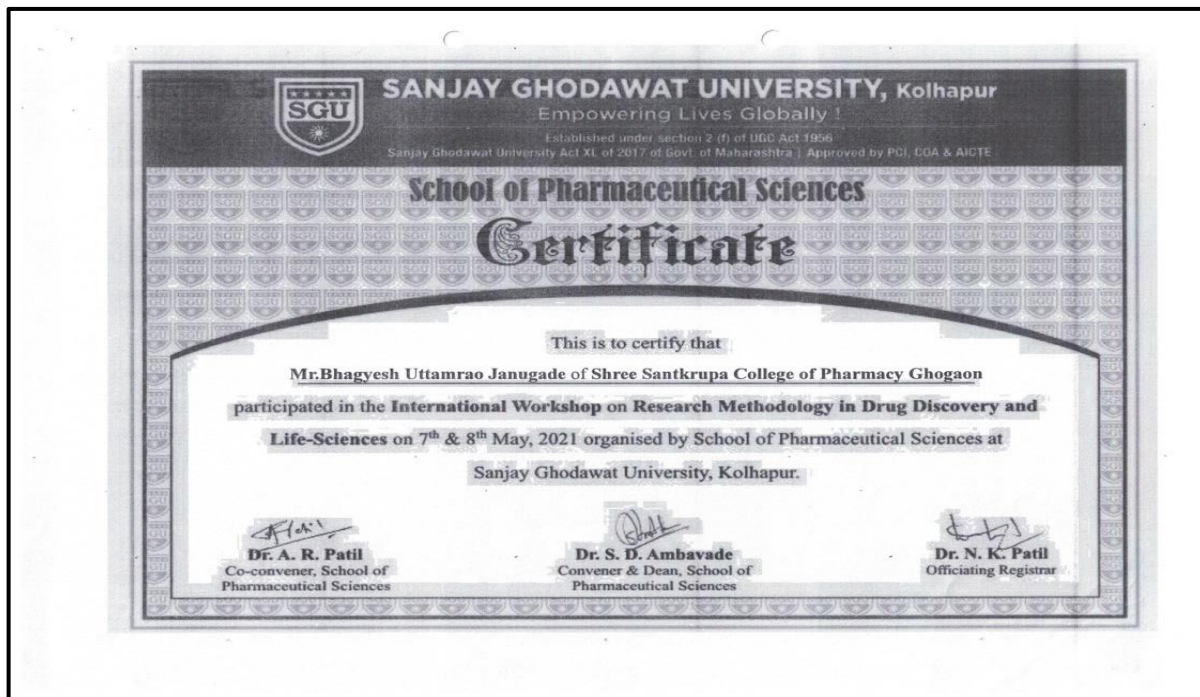 SGU
SANJAY GHODAWAT UNIVERSITY, Kolhapur
Empowering Lives Globally !
Established under section 2 (f) of UGC Act 1956
Sanjay Ghodawat University Act XL of 2017 of Govt. of Maharashtra | Approved by PCI, COA & AICTE
School of Pharmaceutical Sciences
Certificate
This is to certify that
Mr.Bhagyesh Uttamrao Janugade of Shree Santkrupa College of Pharmacy Ghogaon
participated in the International Workshop on Research Methodology in Drug Discovery and
Life-Sciences on 7th & 8th May, 2021 organised by School of Pharmaceutical Sciences at
Sanjay Ghodawat University, Kolhapur.
Dr. A. R. Patil
Co-convener, School of
Pharmaceutical Sciences
Dr. S. D. Ambavade
Convener & Dean, School of
Pharmaceutical Sciences
Dr. N. K. Patil
Officiating Registrar